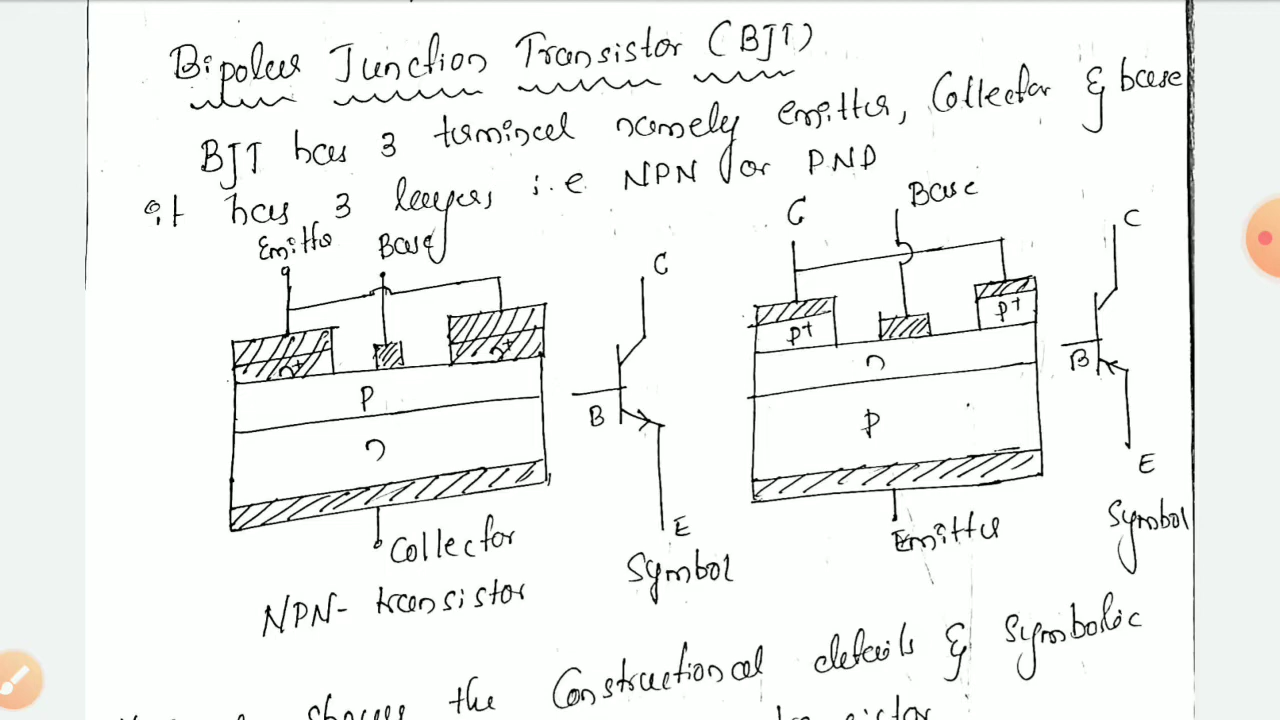 Bipolar Junction Transistor (BJT)
BJT has 3 terminal namely emitter, Collector & base
it has 3 layers i.e NPN or PNP
Emitter Base
C
Base
C
C
n+
n+
P
n
B
E
Collector
NPN- transistor
Symbol
p+
p+
n
P
B
E
Emitter
Symbol
shows the Constructional details & Symbolic